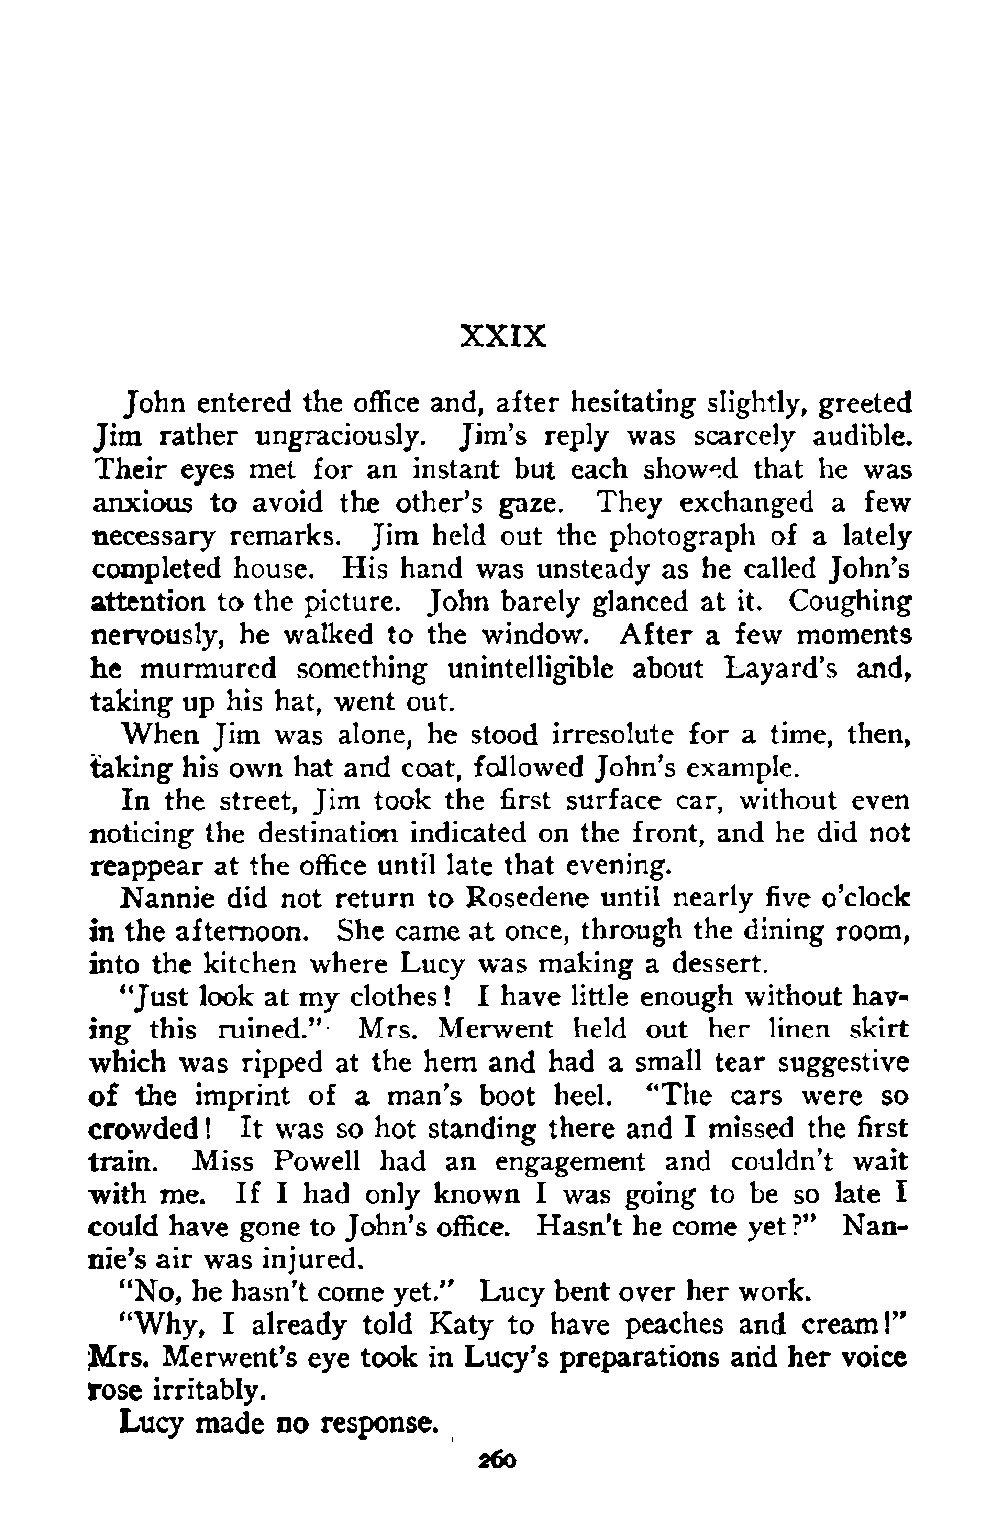 XXIX
John entered the office and, after hesitating slightly, greeted
Jim rather ungraciously. Jim's reply was scarcely audible.
Their eyes met for an instant but each showed that he was
anxious to avoid the other's gaze. They exchanged a few
necessary remarks. Jim held out the photograph of a lately
completed house. His hand was unsteady as he called John's
attention to the picture. John barely glanced at it. Coughing
nervously, he walked to the window. After a few moments
he murmured something unintelligible about Layard's and,
taking up his hat, went out.
When Jim was alone, he stood irresolute for a time, then,
taking his own hat and coat, followed John's example.
In the street, Jim took the first surface car, without even
noticing the destination indicated on the front, and he did not
reappear at the office until late that evening.
Nannie did not return to Rosedene until nearly five o'clock
in the afternoon. She came at once, through the dining room,
into the kitchen where Lucy was making a dessert.
"Just look at my clothes! I have little enough without hav-
ing this ruined." Mrs. Merwent held out her linen skirt
which was ripped at the hem and had a small tear suggestive
of the imprint of a man's boot heel. "The cars were so
crowded! It was so hot standing there and I missed the first
train. Miss Powell had an engagement and couldn't wait
with me. If I had only known I was going to be so late I
could have gone to John's office. Hasn't he come yet?" Nan-
nie's air was injured.
"No, he hasn't come yet." Lucy bent over her work.
"Why, I already told Katy to have peaches and cream!"
Mrs. Merwent's eye took in Lucy's preparations and her voice
rose irritably.
Lucy made no response.
260